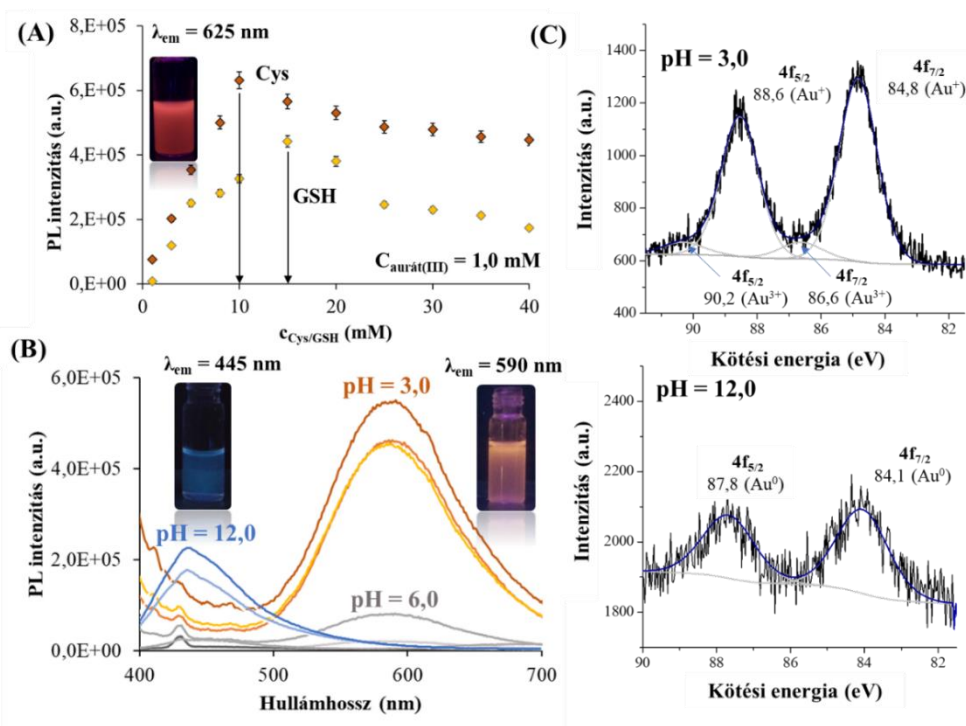 (A)
λem = 625 nm
8,E+05
6,E+05
4,E+05
2,E+05
0,E+00
PL intenzitás (a.u.)
Cys
GSH
Caurát(III) = 1,0 mM
0 10 20 30 40
cCys/GSH (mM)
(B)
λem = 445 nm
λem = 590 nm
6,0E+05
4,0E+05
2,0E+05
0,0E+00
PL intenzitás (a.u.)
pH = 3,0
pH = 12,0
pH = 6,0
400 500 600 700
Hullámhossz (nm)
(C)
pH = 3,0
1400
1200
1000
800
600
400
Intenzitás (a.u.)
4f5/2
88,6 (Au+)
4f7/2
84,8 (Au+)
4f5/2
90,2 (Au3+)
4f7/2
86,6 (Au3+)
90 88 86 84 82
Kötési energia (eV)
pH = 12,0
2500
2200
2100
1800
Intenzitás (a.u.)
4f5/2
87,8 (Au0)
4f7/2
84,1 (Au0)
90 88 86 84 82
Kötési energia (eV)